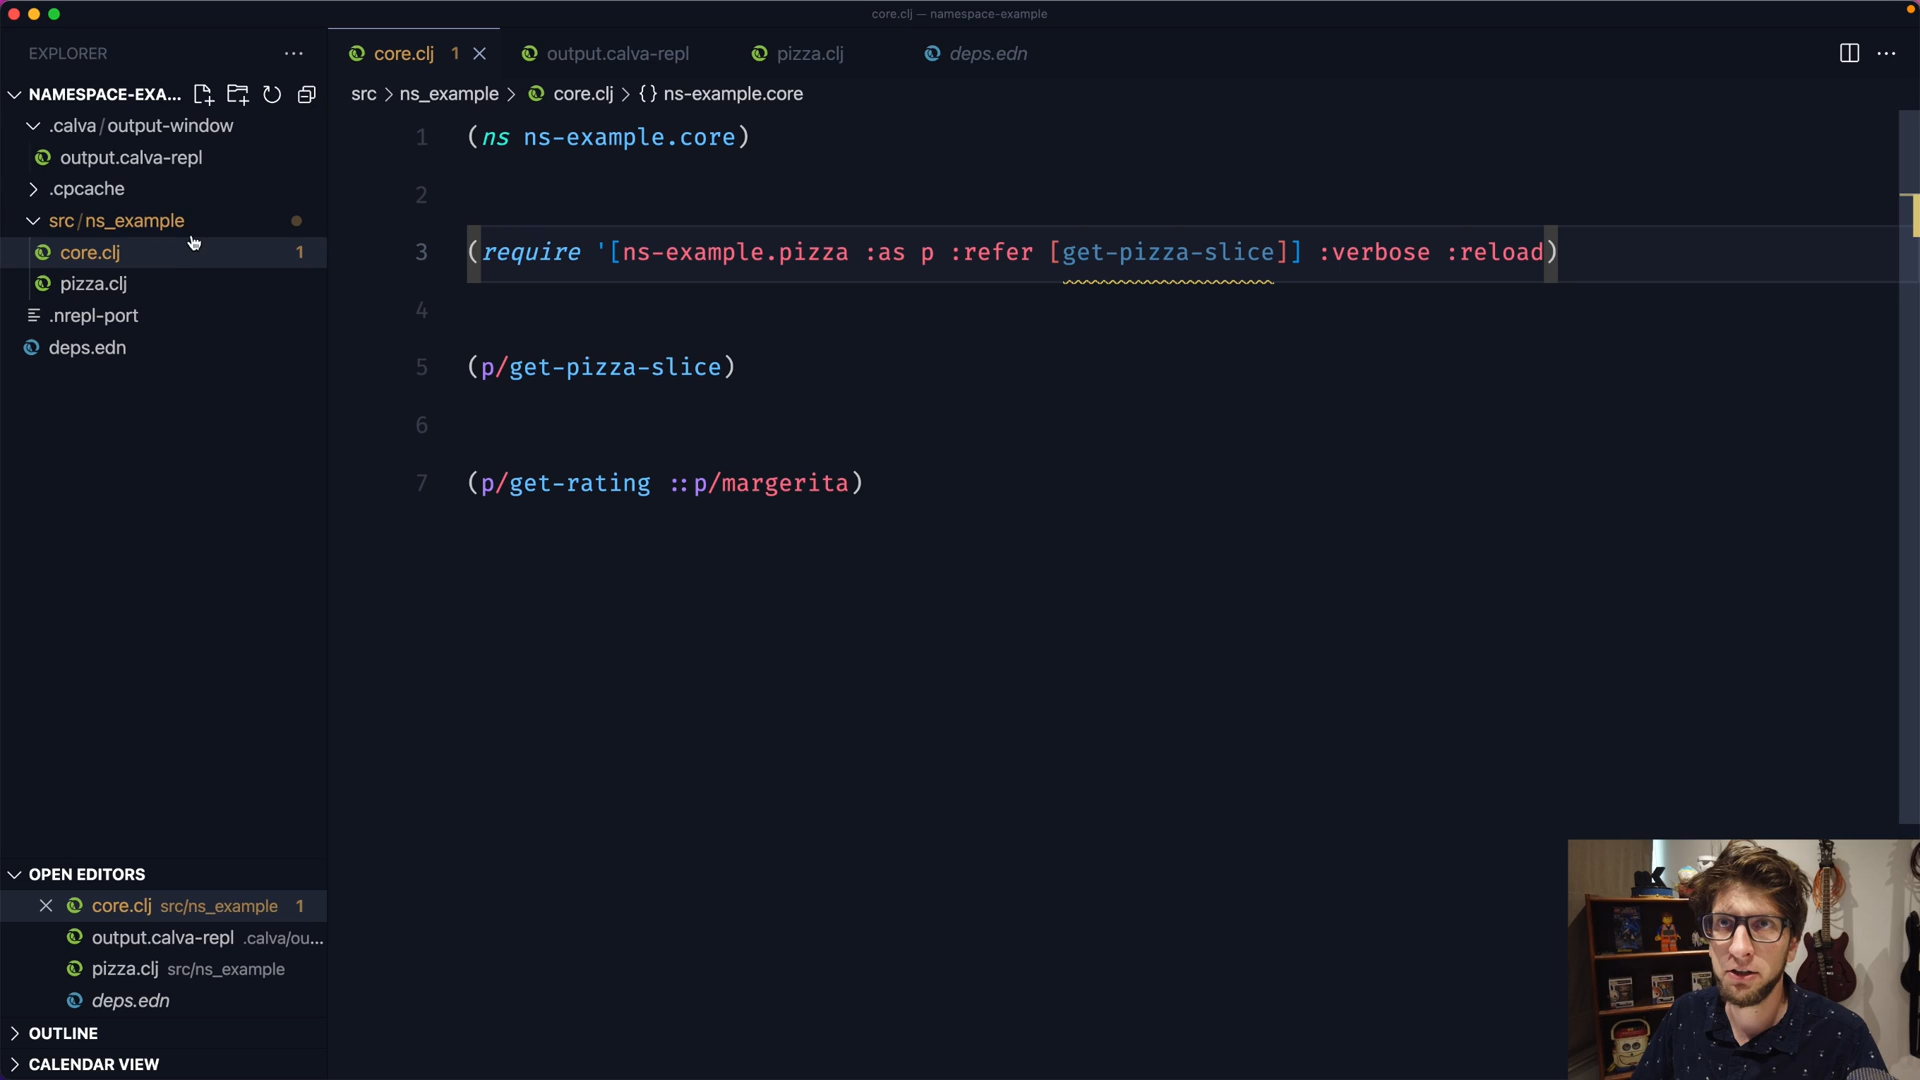 core.clj — namespace-example
EXPLORER
NAMESPACE-EXA...
.calva / output-window
output.calva-repl
.cpcache
src / ns_example
core.clj 1
pizza.clj
.nrepl-port
deps.edn
OPEN EDITORS
core.clj src/ns_example 1
output.calva-repl .calva/ou...
pizza.clj src/ns_example
deps.edn
OUTLINE
CALENDAR VIEW
core.clj 1 output.calva-repl pizza.clj deps.edn
src > ns_example > core.clj > {} ns-example.core
1 (ns ns-example.core)
2
3 (require '[ns-example.pizza :as p :refer [get-pizza-slice]] :verbose :reload)
4
5 (p/get-pizza-slice)
6
7 (p/get-rating ::p/margerita)